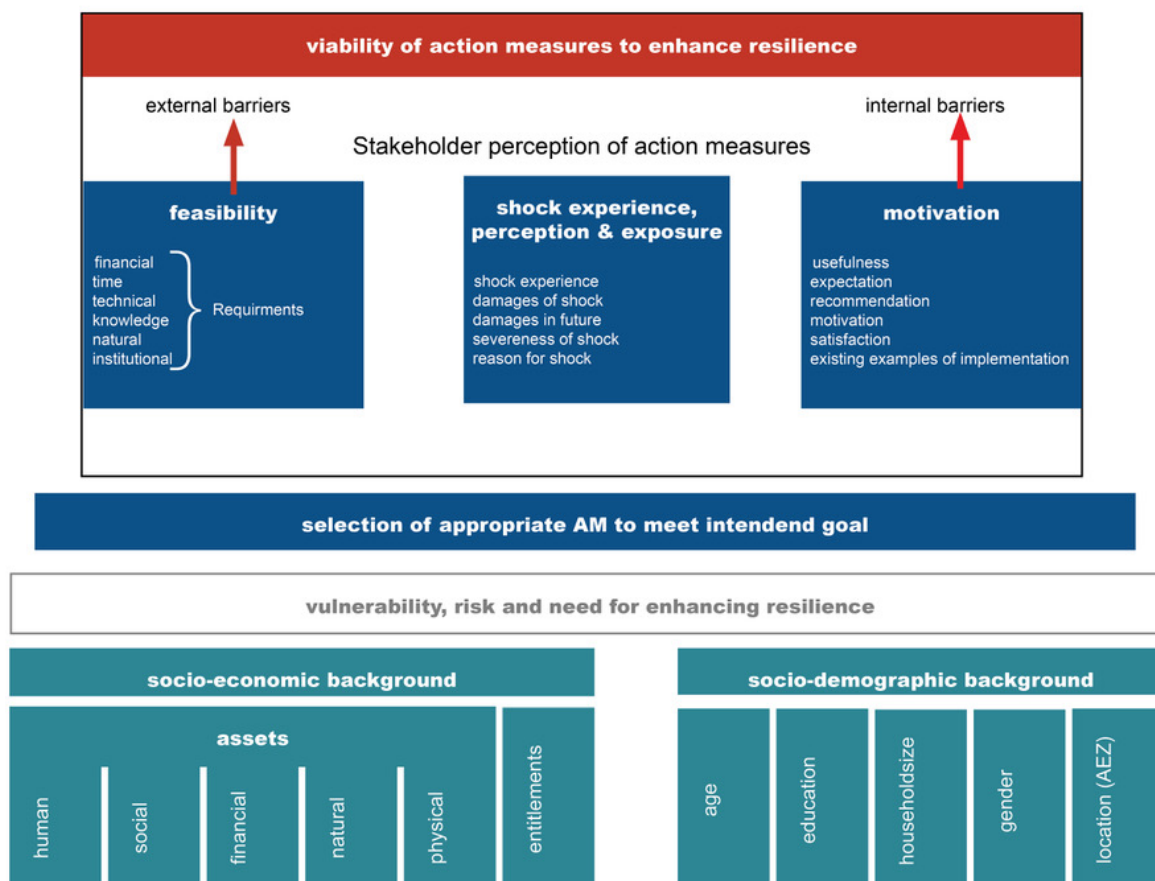 viability of action measures to enhance resilience
external barriers
internal barriers
Stakeholder perception of action measures
feasibility
financial
time
technical
knowledge
natural
institutional
Requirments
shock experience,
perception & exposure
shock experience
damages of shock
damages in future
severeness of shock
reason for shock
motivation
usefulness
expectation
recommendation
motivation
satisfaction
existing examples of implementation
selection of appropriate AM to meet intendend goal
vulnerability, risk and need for enhancing resilience
socio-economic background
assets
human
social
financial
natural
physical
entitlements
socio-demographic background
age
education
householdsize
gender
location (AEZ)